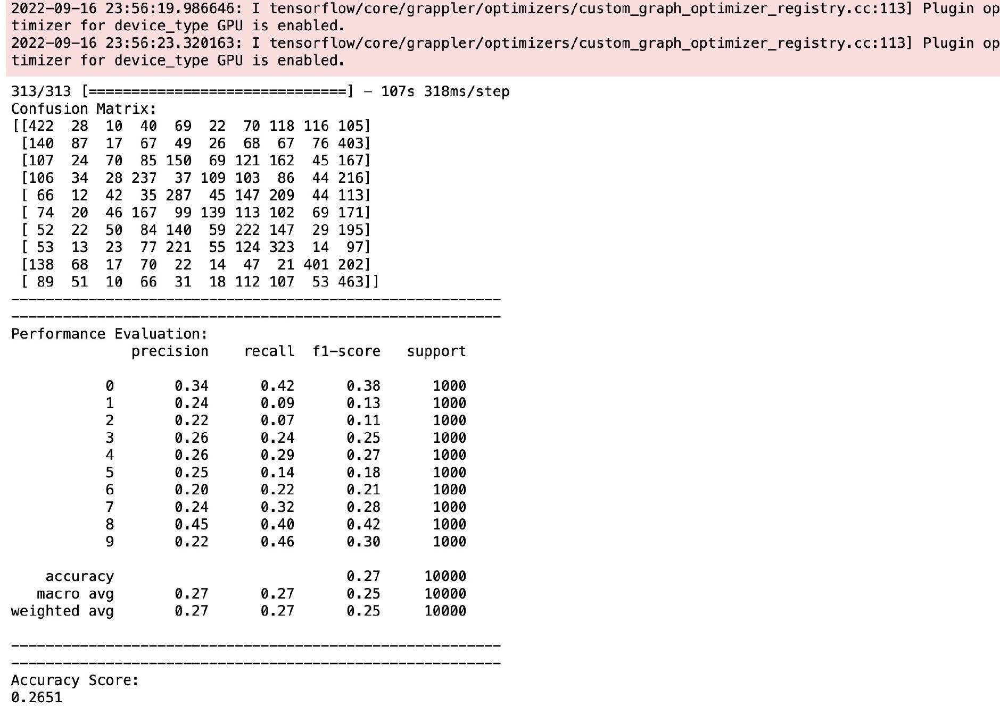 2022-09-16 23:56:19.986646: I tensorflow/core/grappler/optimizers/custom_graph_optimizer_registry.cc:113] Plugin op
timizer for device_type GPU is enabled.
2022-09-16 23:56:23.320163: I tensorflow/core/grappler/optimizers/custom_graph_optimizer_registry.cc:113] Plugin op
timizer for device_type GPU is enabled.
313/313 [==============================] - 107s 318ms/step
Confusion Matrix:
[[422  28  10  40  69  22  70 118 116 105]
 [140  87  17  67  49  26  68  67  76 403]
 [107  24  70  85 150  69 121 162  45 167]
 [106  34  28 237  37 109 103  86  44 216]
 [ 66  12  42  35 287  45 147 209  44 113]
 [ 74  20  46 167  99 139 113 102  69 171]
 [ 52  22  50  84 140  59 222 147  29 195]
 [ 53  13  23  77 221  55 124 323  14  97]
 [138  68  17  70  22  14  47  21 401 202]
 [ 89  51  10  66  31  18 112 107  53 463]]
---------------------------------------------------------
---------------------------------------------------------
Performance Evaluation:
              precision    recall  f1-score   support
           0       0.34      0.42      0.38      1000
           1       0.24      0.09      0.13      1000
           2       0.22      0.07      0.11      1000
           3       0.26      0.24      0.25      1000
           4       0.26      0.29      0.27      1000
           5       0.25      0.14      0.18      1000
           6       0.20      0.22      0.21      1000
           7       0.24      0.32      0.28      1000
           8       0.45      0.40      0.42      1000
           9       0.22      0.46      0.30      1000
    accuracy                           0.27     10000
   macro avg       0.27      0.27      0.25     10000
weighted avg       0.27      0.27      0.25     10000
---------------------------------------------------------
---------------------------------------------------------
Accuracy Score:
0.2651